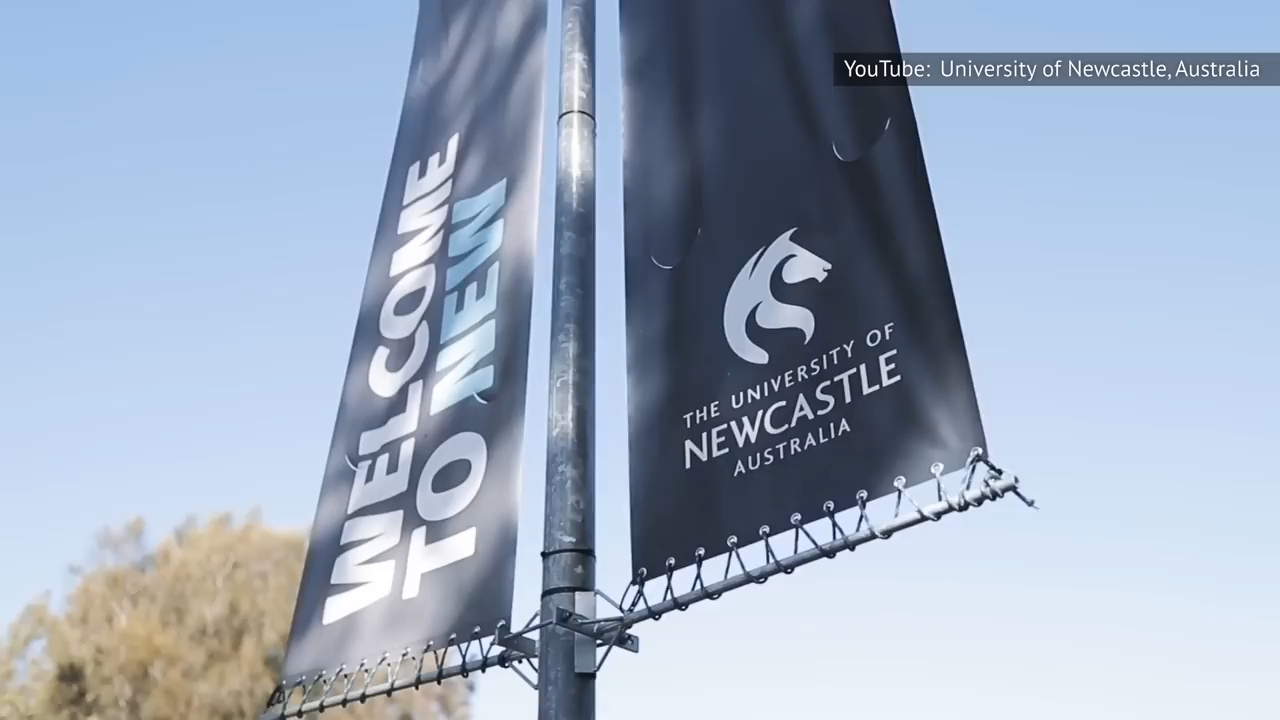 YouTube: University of Newcastle, Australia
WELCOME
TO NEW
THE UNIVERSITY OF
NEWCASTLE
AUSTRALIA